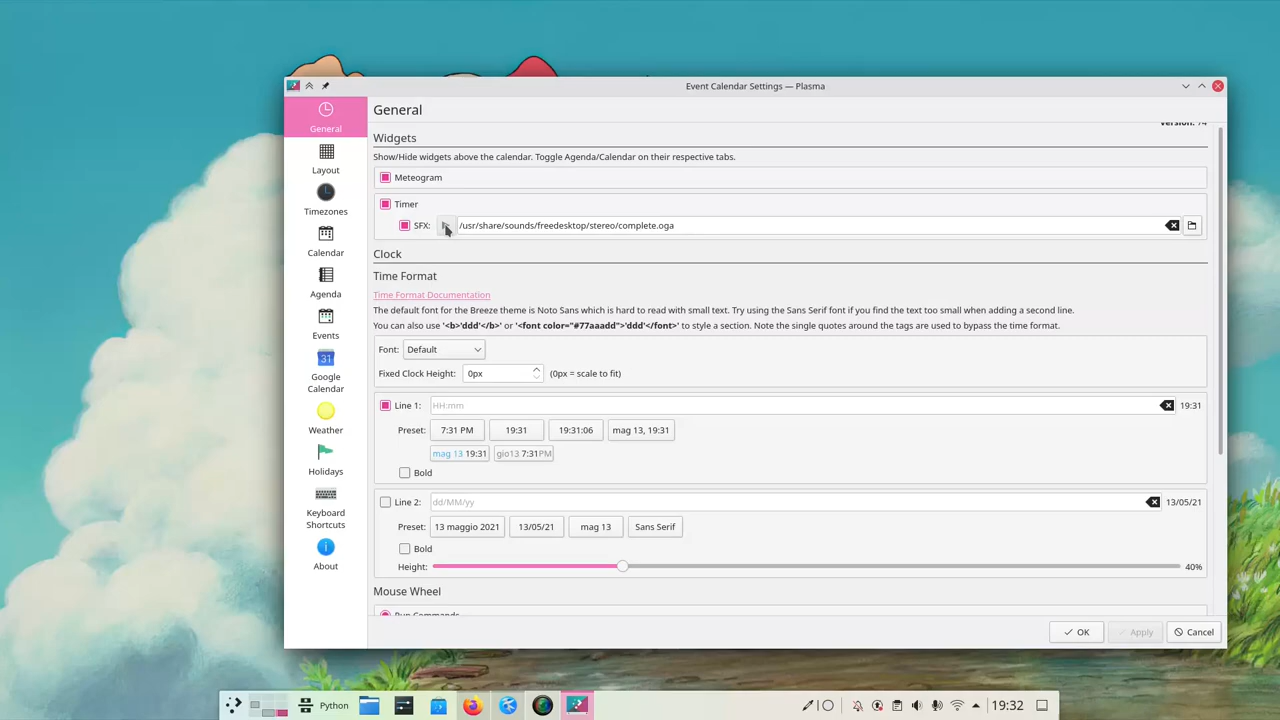 Event Calendar Settings — Plasma
General
General
Version: 74
Widgets
Show/Hide widgets above the calendar. Toggle Agenda/Calendar on their respective tabs.
Meteogram
Timer
SFX: /usr/share/sounds/freedesktop/stereo/complete.oga
Clock
Time Format
Time Format Documentation
The default font for the Breeze theme is Noto Sans which is hard to read with small text. Try using the Sans Serif font if you find the text too small when adding a second line.
You can also use '<b>'ddd'</b>' or '<font color="#77aaadd">'ddd'</font>' to style a section. Note the single quotes around the tags are used to bypass the time format.
Font: Default
Fixed Clock Height: 0px (0px = scale to fit)
Line 1: HH:mm 19:31
Preset: 7:31 PM 19:31 19:31:06 mag 13, 19:31
mag 13 19:31 gio13 7:31PM
Bold
Line 2: dd/MM/yy 13/05/21
Preset: 13 maggio 2021 13/05/21 mag 13 Sans Serif
Bold
Height: 40%
Mouse Wheel
Run Commands
Layout
Timezones
Calendar
Agenda
Events
31
Google
Calendar
Weather
Holidays
Keyboard
Shortcuts
About
OK Apply Cancel
Python 19:32